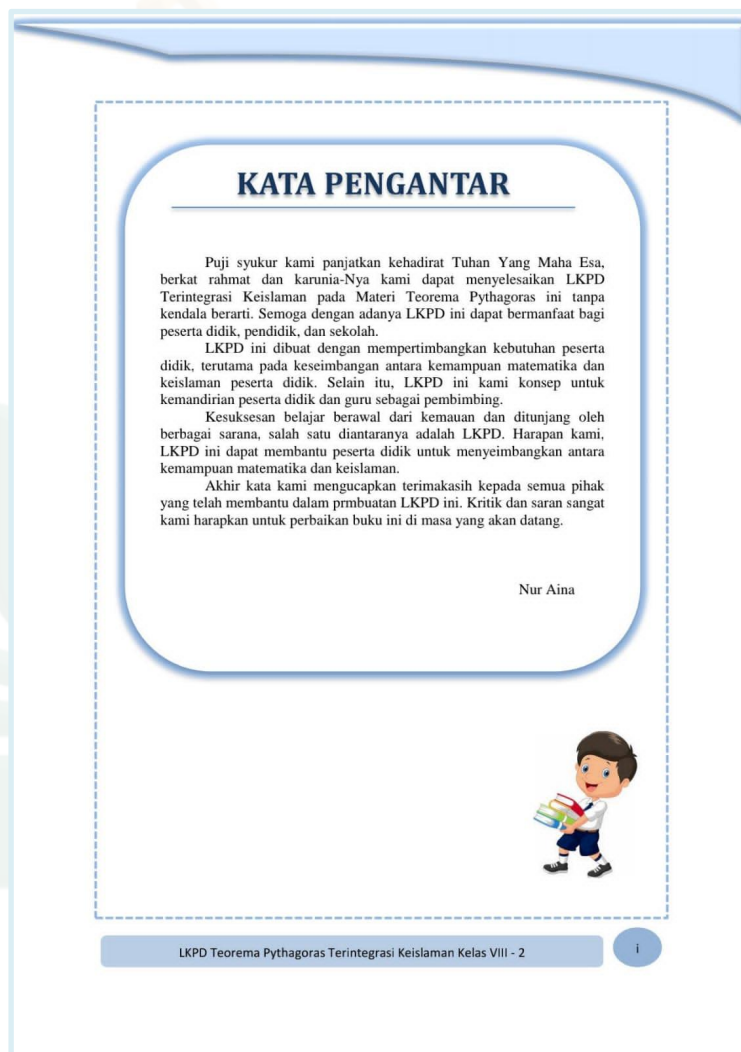 KATA PENGANTAR
Puji syukur kami panjatkan kehadirat Tuhan Yang Maha Esa,
berkat rahmat dan karunia-Nya kami dapat menyelesaikan LKPD
Terintegrasi Keislaman pada Materi Teorema Pythagoras ini tanpa
kendala berarti. Semoga dengan adanya LKPD ini dapat bermanfaat bagi
peserta didik, pendidik, dan sekolah.
LKPD ini dibuat dengan mempertimbangkan kebutuhan peserta
didik, terutama pada keseimbangan antara kemampuan matematika dan
keislaman peserta didik. Selain itu, LKPD ini kami konsep untuk
kemandirian peserta didik dan guru sebagai pembimbing.
Kesuksesan belajar berawal dari kemauan dan ditunjang oleh
berbagai sarana, salah satu diantaranya adalah LKPD. Harapan kami,
LKPD ini dapat membantu peserta didik untuk menyeimbangkan antara
kemampuan matematika dan keislaman.
Akhir kata kami mengucapkan terimakasih kepada semua pihak
yang telah membantu dalam prmbuatan LKPD ini. Kritik dan saran sangat
kami harapkan untuk perbaikan buku ini di masa yang akan datang.
Nur Aina
LKPD Teorema Pythagoras Terintegrasi Keislaman Kelas VIII - 2
i